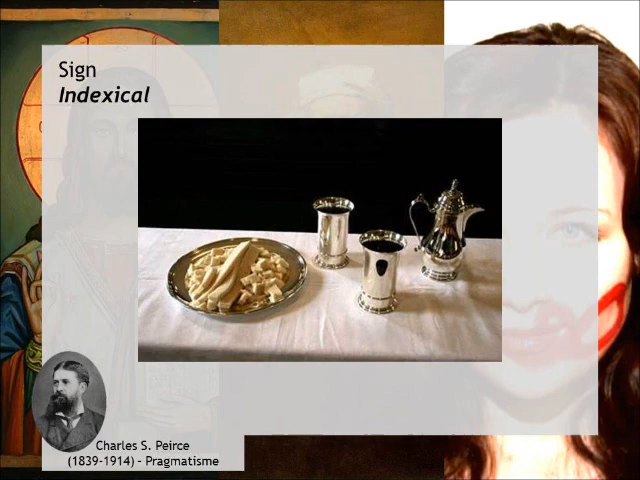 Sign
Indexical
Charles S. Peirce
(1839-1914) - Pragmatisme